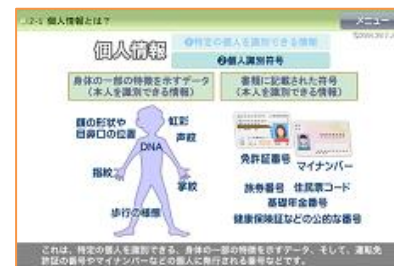 2-1 個人情報とは？
メニュー
個人情報
❶特定の個人を識別できる情報
❷個人識別符号
身体の一部の特徴を示すデータ
（本人を識別できる情報）
書類に記載された符号
（本人を識別できる情報）
顔の形状や
目鼻口の位置
虹彩
声紋
DNA
指紋
掌紋
歩行の様態
免許証番号
マイナンバー
旅券番号 住民票コード
基礎年金番号
健康保険証などの公的な番号
これは、特定の個人を識別できる、身体の一部の特徴を示すデータ、そして、運転免
許証の番号やマイナンバーなどの個人に発行される番号などです。